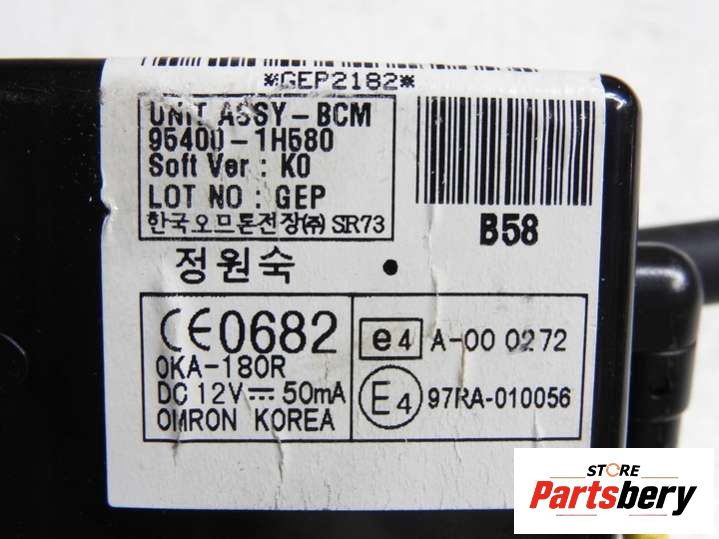 *GEP2182*
UNIT ASSY-BCM
95400-1H580
Soft Ver : K0
LOT NO : GEP
한국오므론전장㈜ SR73
B58
정원숙
CE0682
OKA-180R
DC 12V 50mA
OMRON KOREA
e4 A-00 0272
E4 97RA-010056
STORE
Partsbery